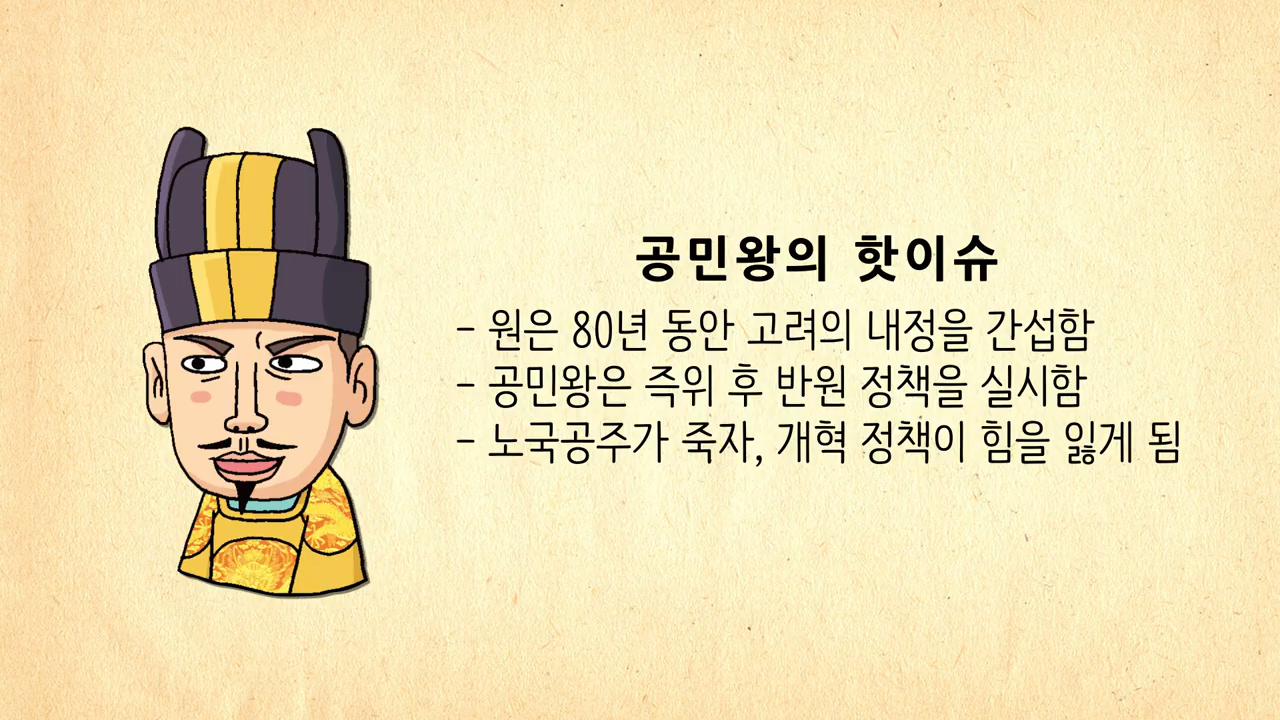 공민왕의 핫이슈
- 원은 80년 동안 고려의 내정을 간섭함
- 공민왕은 즉위 후 반원 정책을 실시함
- 노국공주가 죽자, 개혁 정책이 힘을 잃게 됨